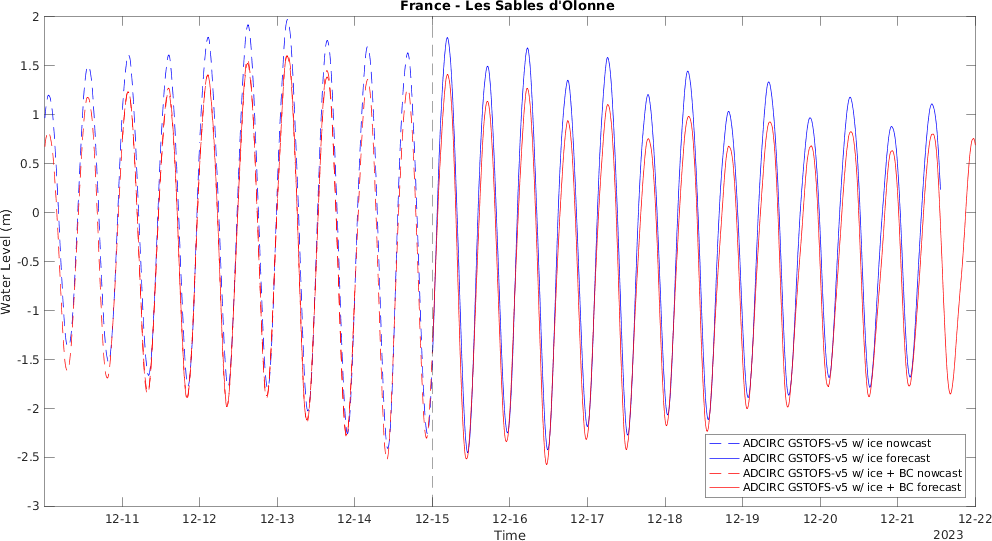 France - Les Sables d'Olonne
2
1.5
1
0.5
0
-0.5
-1
-1.5
-2
-2.5
-3
Water Level (m)
ADCIRC GSTOFS-v5 w/ ice nowcast
ADCIRC GSTOFS-v5 w/ ice forecast
ADCIRC GSTOFS-v5 w/ ice + BC nowcast
ADCIRC GSTOFS-v5 w/ ice + BC forecast
12-11 12-12 12-13 12-14 12-15 12-16 12-17 12-18 12-19 12-20 12-21 12-22
Time
2023